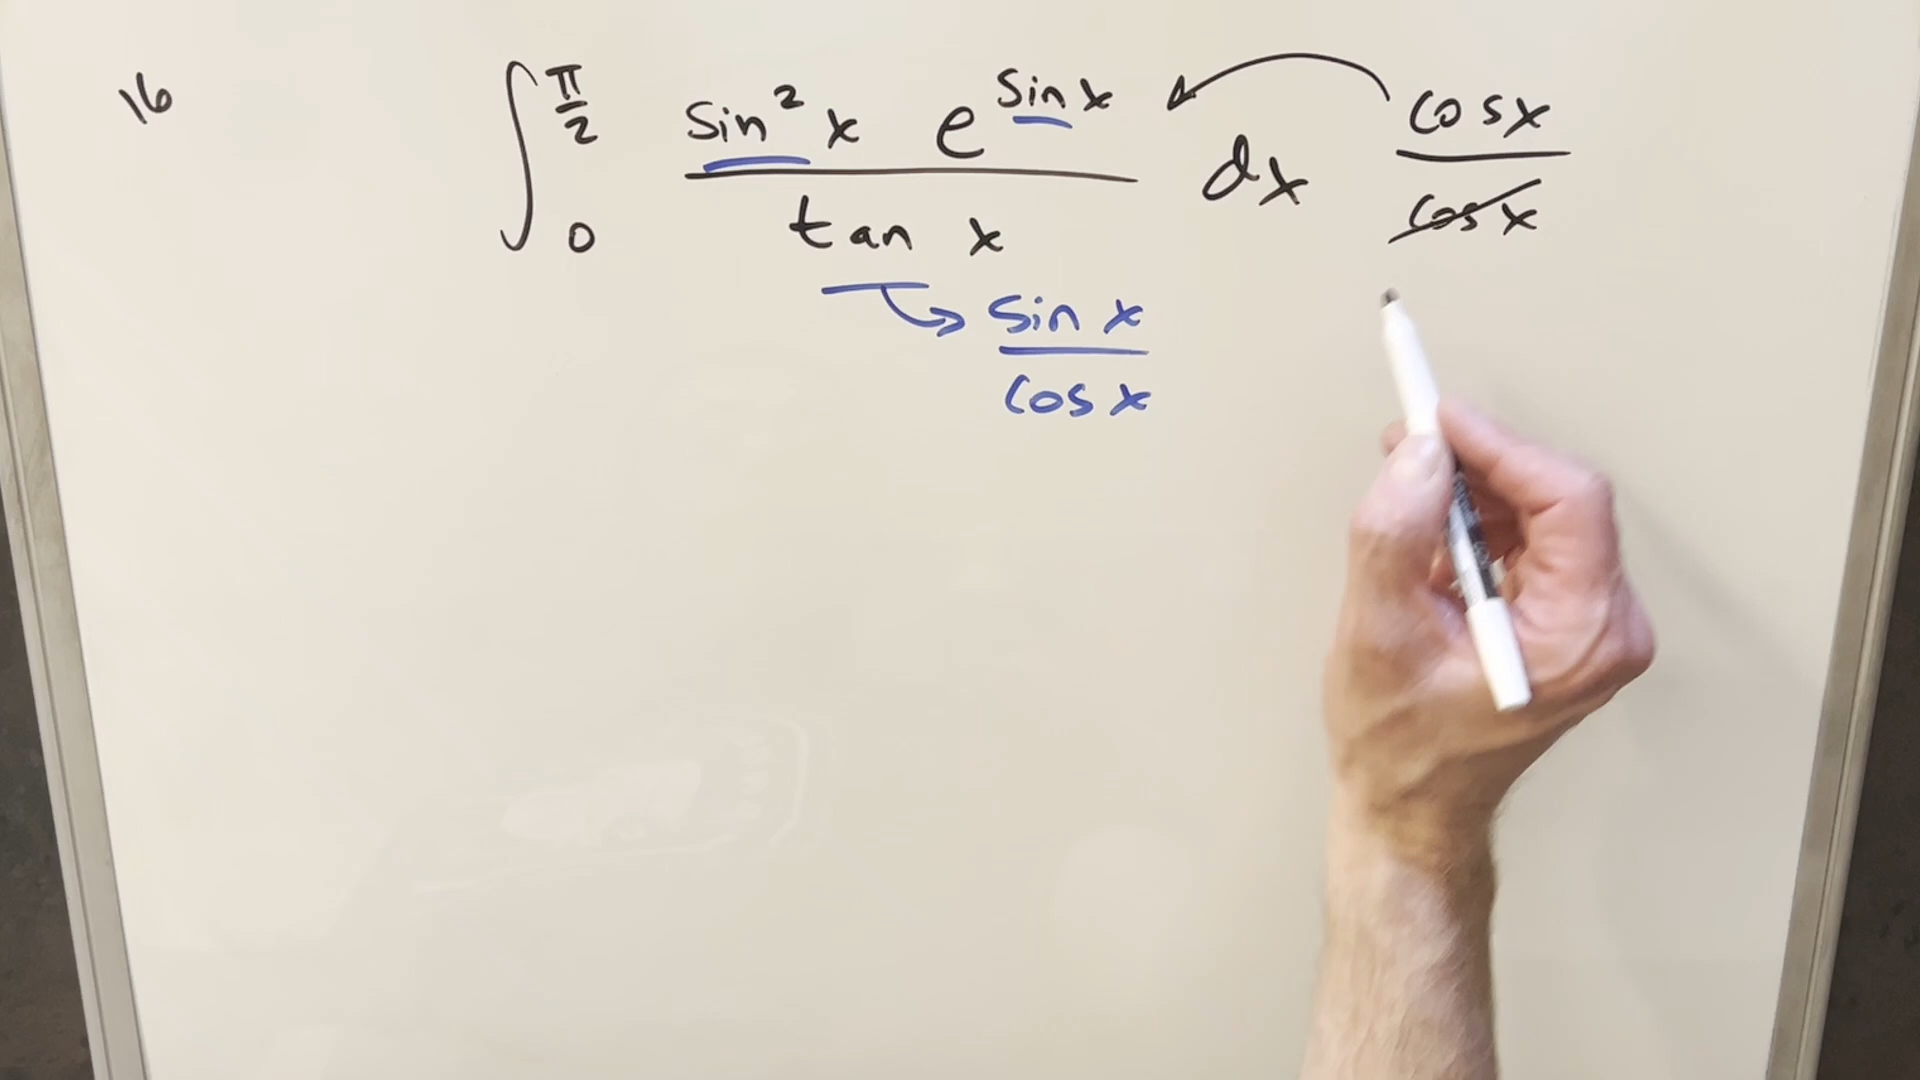 16
∫₀^(π/2) (sin² x e^(sin x)) / (tan x) dx cos x / cos x
sin x / cos x